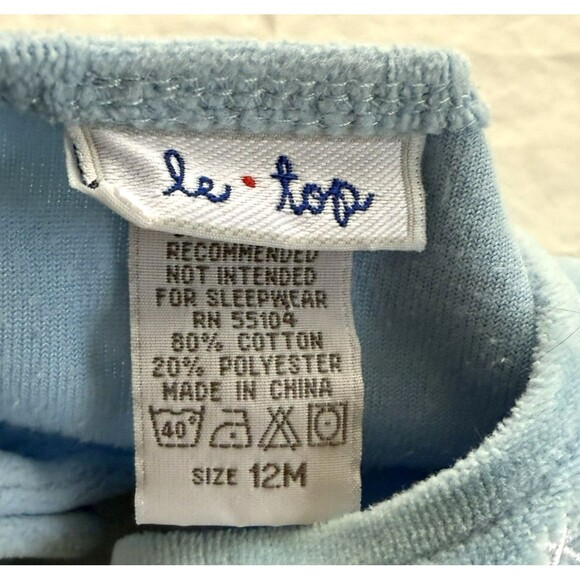 le • top
RECOMMENDED
NOT INTENDED
FOR SLEEPWEAR
RN 55104
80% COTTON
20% POLYESTER
MADE IN CHINA
40°
SIZE 12M